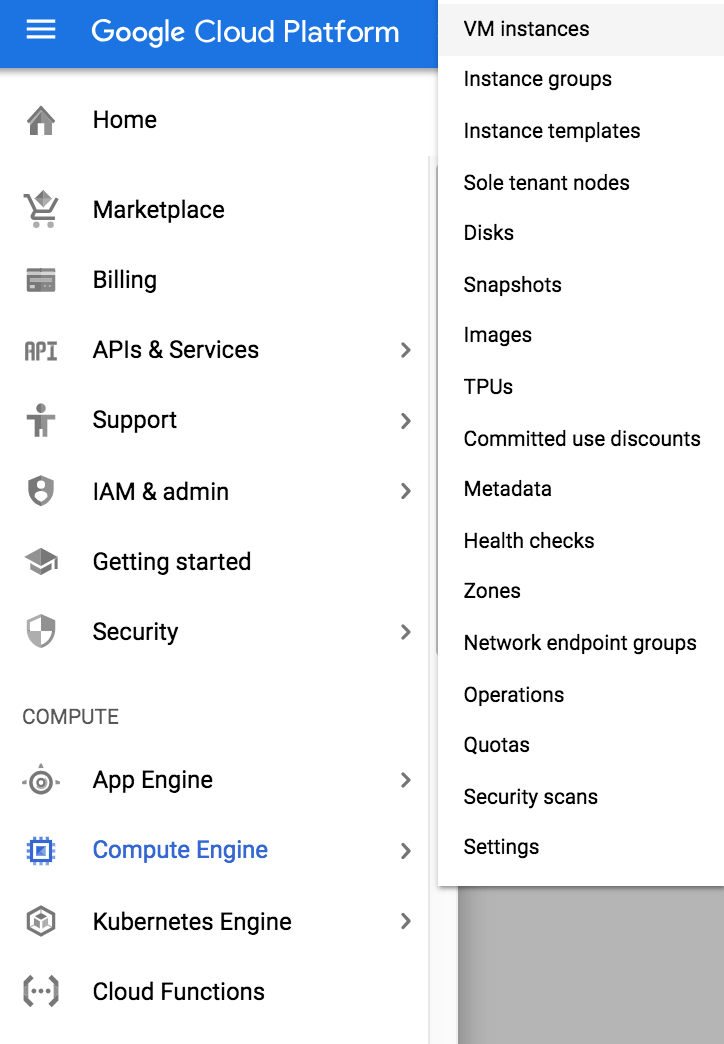 Google Cloud Platform
Home
Marketplace
Billing
API
APIs & Services
Support
IAM & admin
Getting started
Security
COMPUTE
App Engine
Compute Engine
Kubernetes Engine
Cloud Functions
VM instances
Instance groups
Instance templates
Sole tenant nodes
Disks
Snapshots
Images
TPUs
Committed use discounts
Metadata
Health checks
Zones
Network endpoint groups
Operations
Quotas
Security scans
Settings